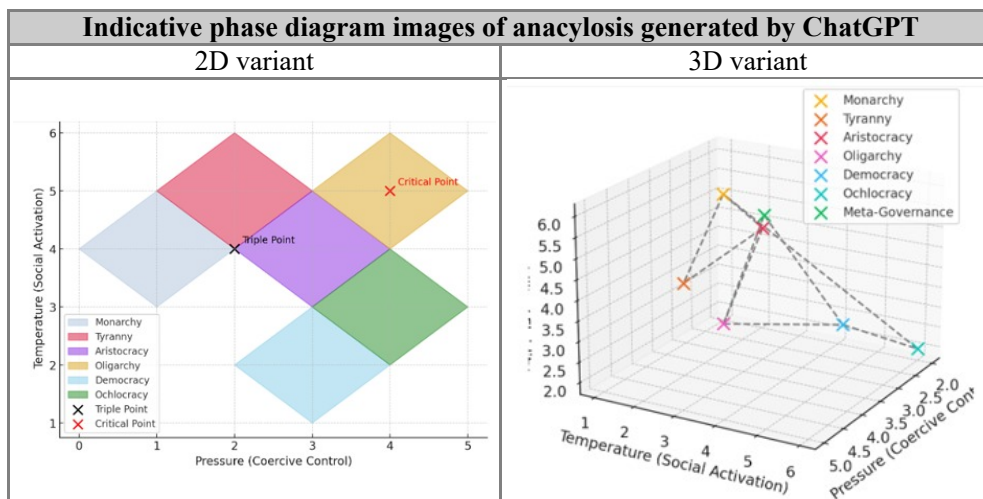 Indicative phase diagram images of anacylosis generated by ChatGPT
2D variant
3D variant
6
5
4
3
2
1
Temperature (Social Activation)
Critical Point
Triple Point
Monarchy
Tyranny
Aristocracy
Oligarchy
Democracy
Ochlocracy
Triple Point
Critical Point
0 1 2 3 4 5
Pressure (Coercive Control)
Monarchy
Tyranny
Aristocracy
Oligarchy
Democracy
Ochlocracy
Meta-Governance
6.0
5.5
5.0
4.5
4.0
3.5
3.0
2.5
2.0
1 2 3 4 5 6
Temperature (Social Activation)
2.0
2.5
3.0
3.5
4.0
4.5
5.0
Pressure (Coercive Cont